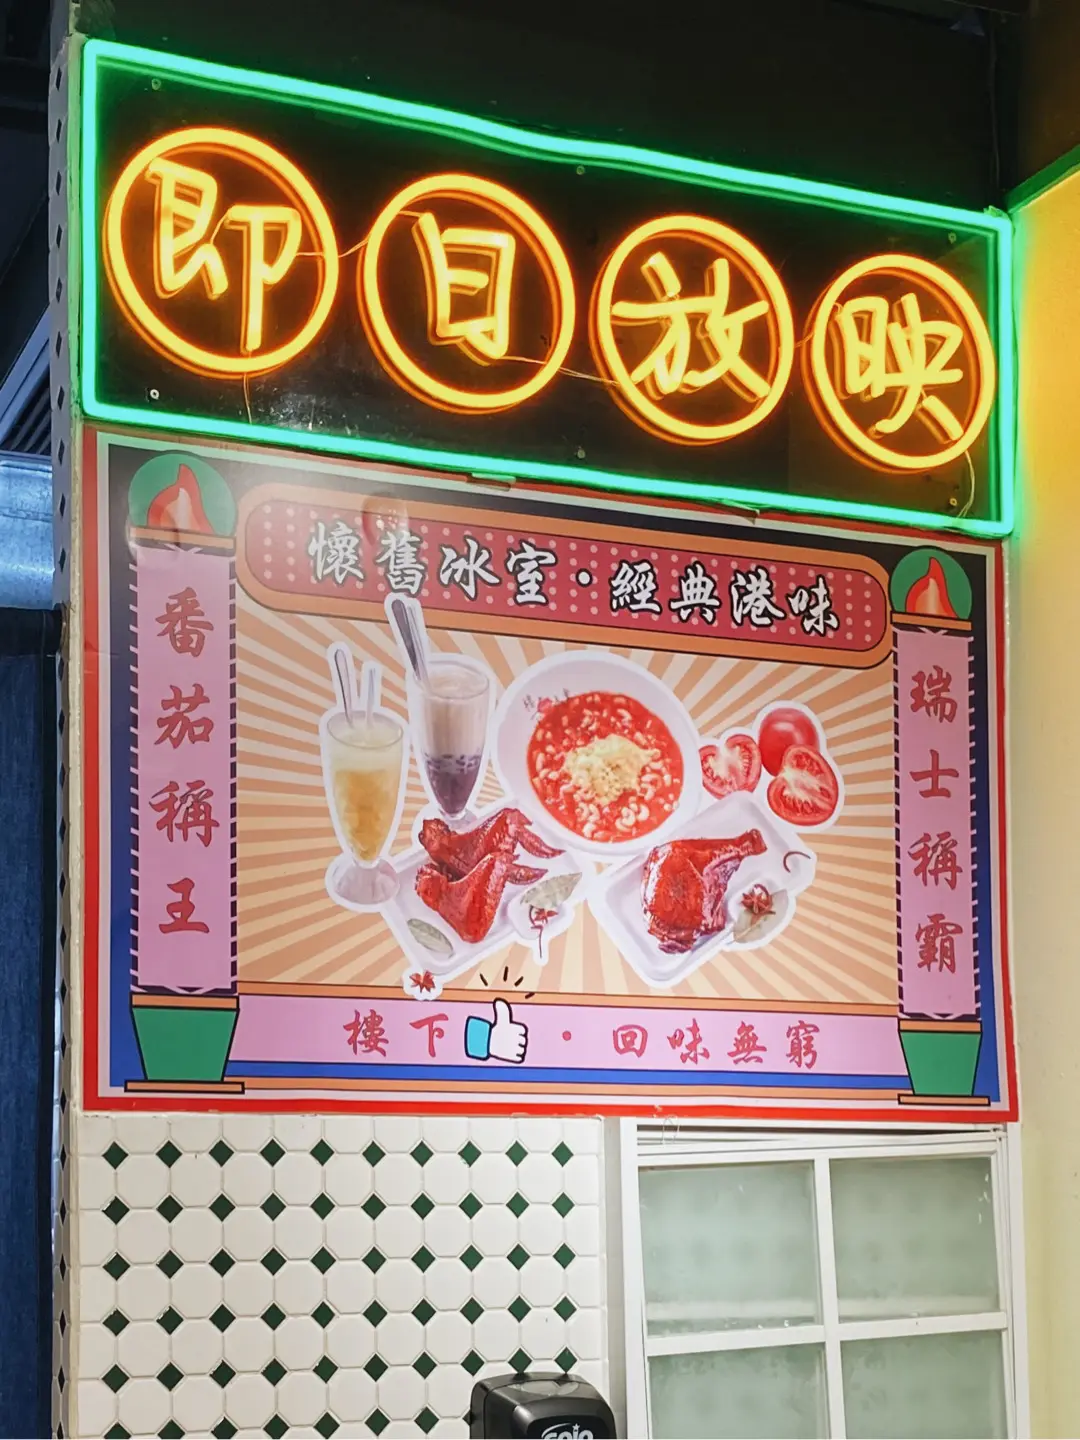 即日放映
懷舊冰室·經典港味
番茄稱王
瑞士稱霸
樓下·回味無窮